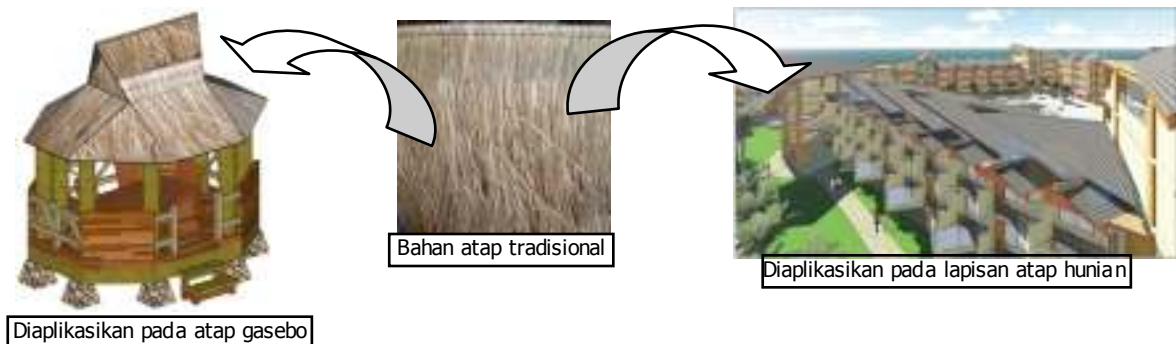 Bahan atap tradisional
Diaplikasikan pada lapisan atap hunian
Diaplikasikan pada atap gasebo